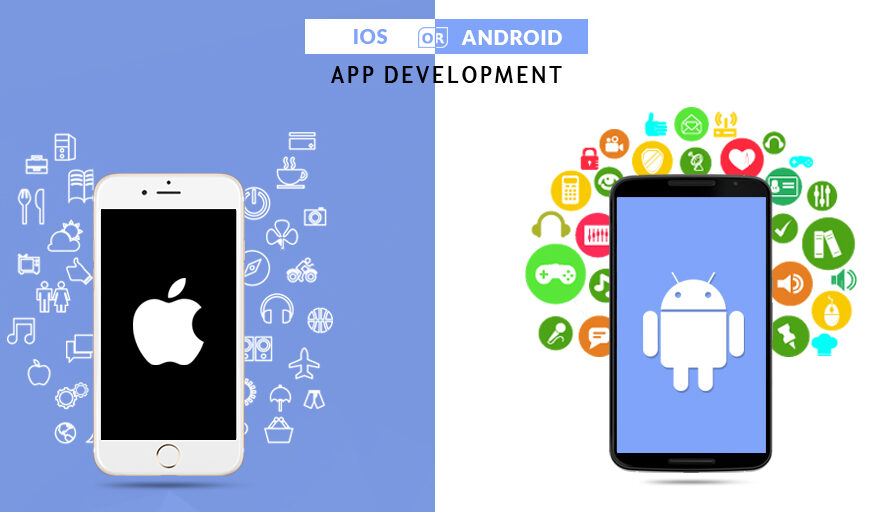 IOS OR ANDROID
APP DEVELOPMENT